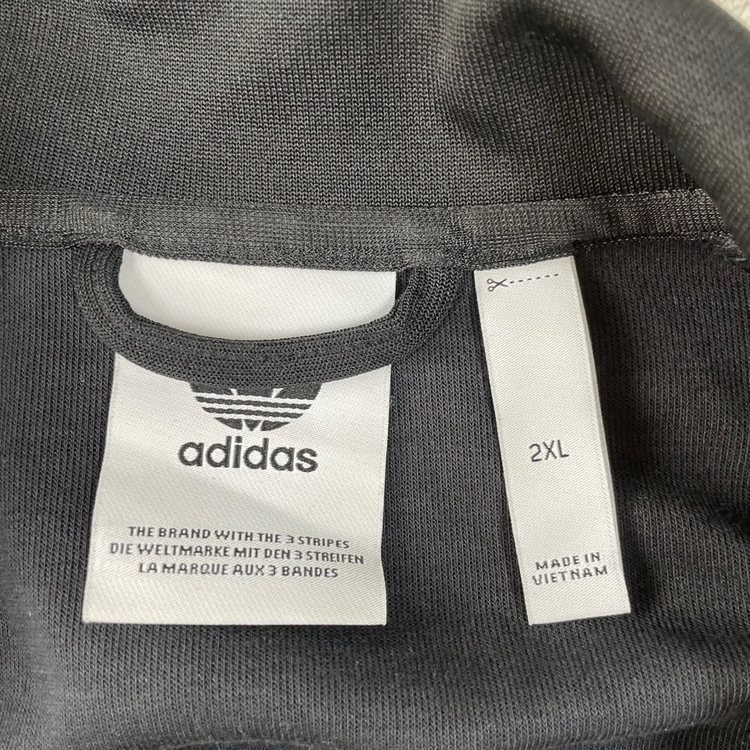 adidas
THE BRAND WITH THE 3 STRIPES
DIE WELTMARKE MIT DEN 3 STREIFEN
LA MARQUE AUX 3 BANDES
2XL
MADE IN
VIETNAM